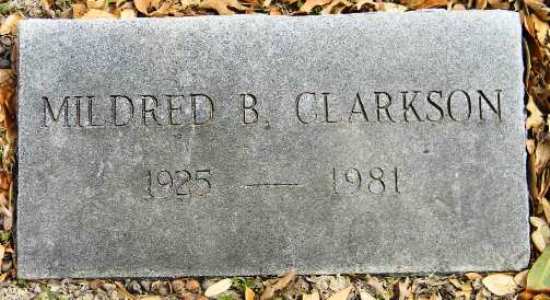 MILDRED B. CLARKSON
1925 — 1981